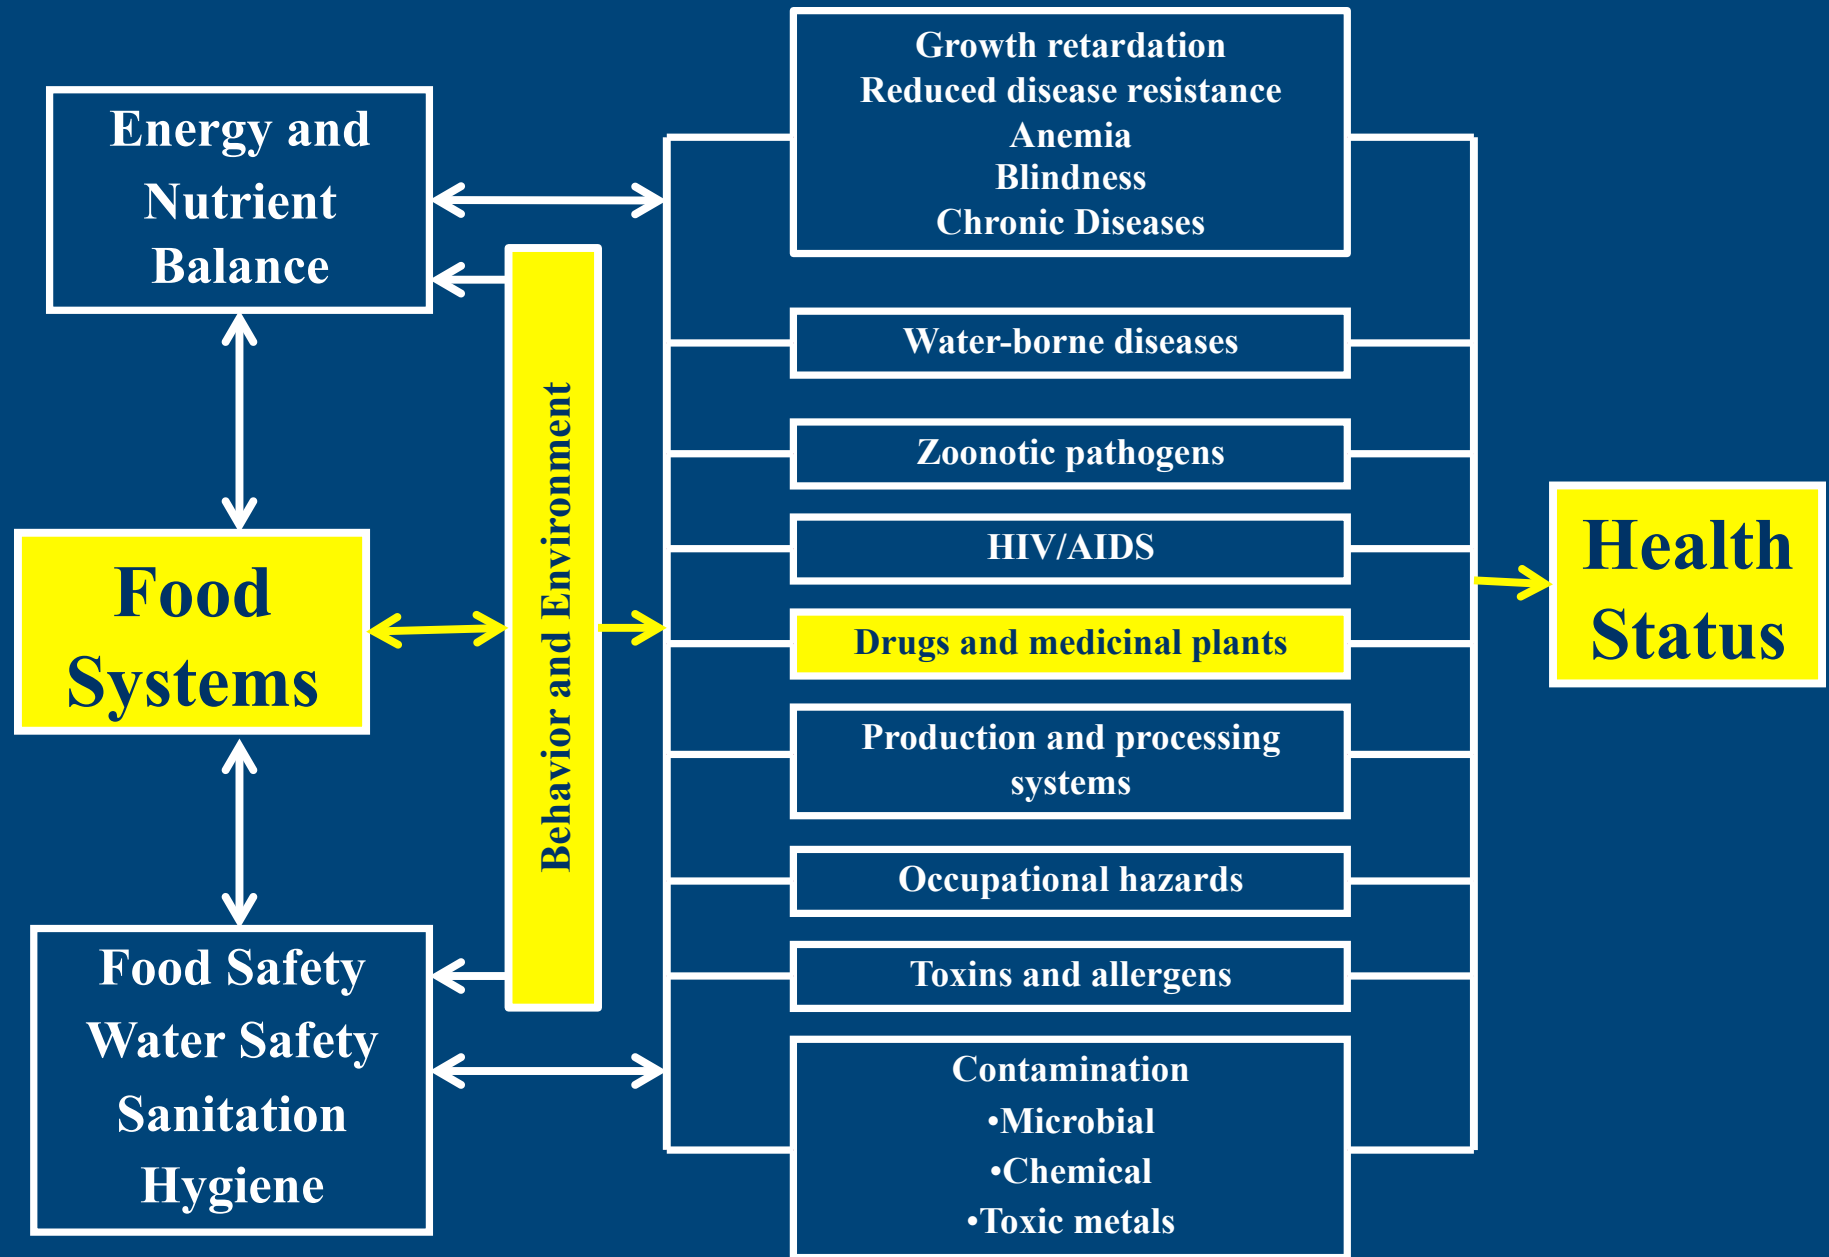 Energy and
Nutrient
Balance
Food
Systems
Food Safety
Water Safety
Sanitation
Hygiene
Behavior and Environment
Growth retardation
Reduced disease resistance
Anemia
Blindness
Chronic Diseases
Water-borne diseases
Zoonotic pathogens
HIV/AIDS
Drugs and medicinal plants
Production and processing
systems
Occupational hazards
Toxins and allergens
Contamination
•Microbial
•Chemical
•Toxic metals
Health
Status